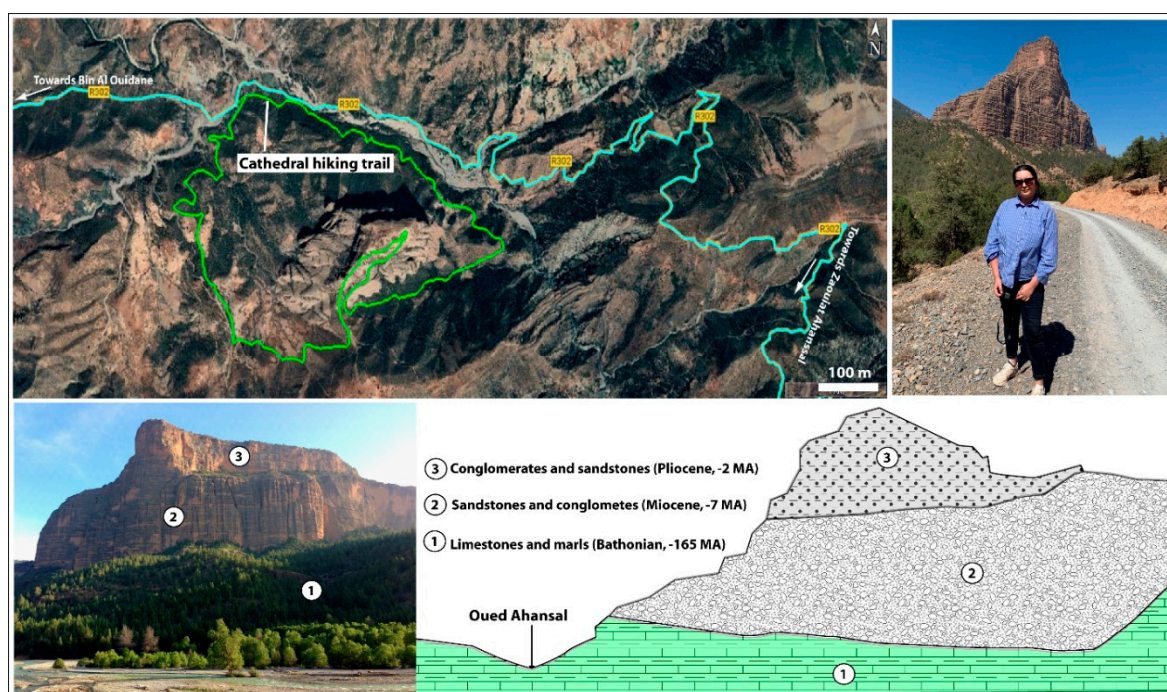 N
Towards Bin Al Ouidane
R302
R302
R302
R302
R302
Cathedral hiking trail
Towards Zaouiat Ahanssal
100 m
3
2
1
3 Conglomerates and sandstones (Pliocene, -2 MA)
2 Sandstones and conglometes (Miocene, -7 MA)
1 Limestones and marls (Bathonian, -165 MA)
Oued Ahansal
3
2
1